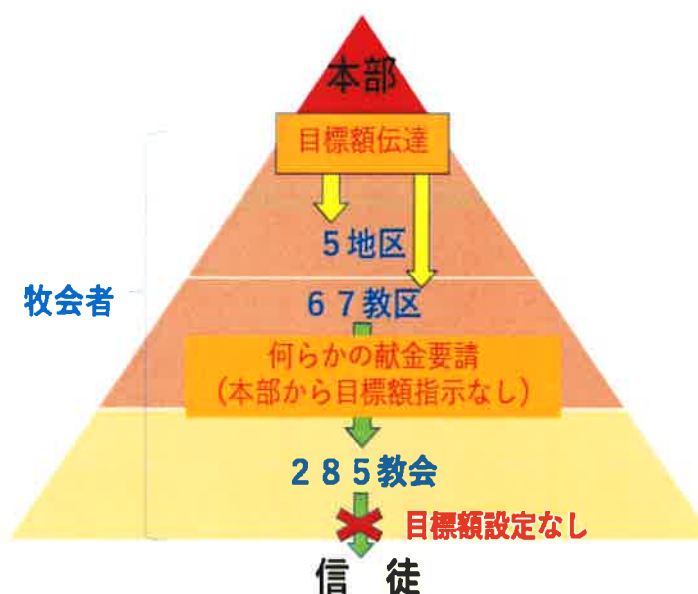 本部
目標額伝達
5地区
牧会者
67教区
何らかの献金要請
(本部から目標額指示なし)
285教会
目標額設定なし
信 徒